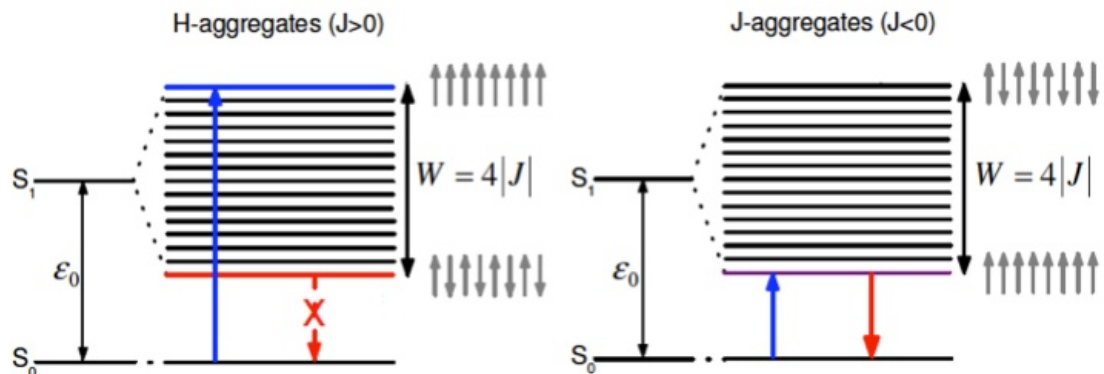 H-aggregates (J>0)
S₁
ε₀
S₀
W = 4|J|
X
J-aggregates (J<0)
S₁
ε₀
S₀
W = 4|J|